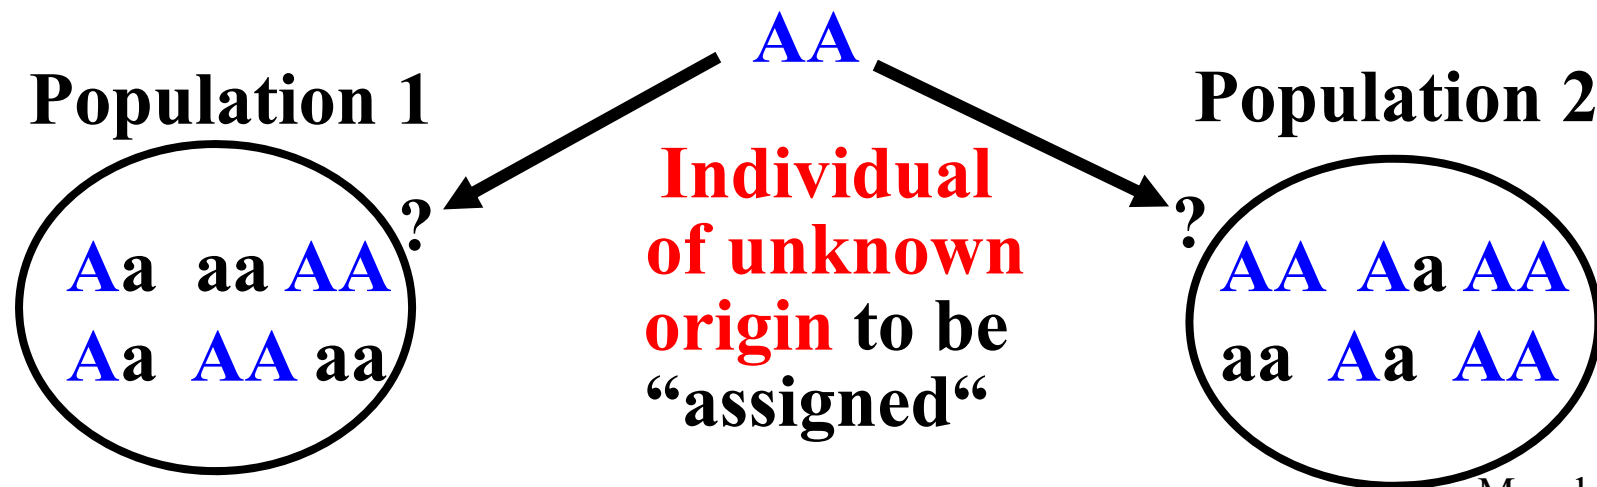 AA
Population 1
Population 2
Individual
of unknown
origin to be
“assigned“
?
Aa aa AA
Aa AA aa
?
AA Aa AA
aa Aa AA